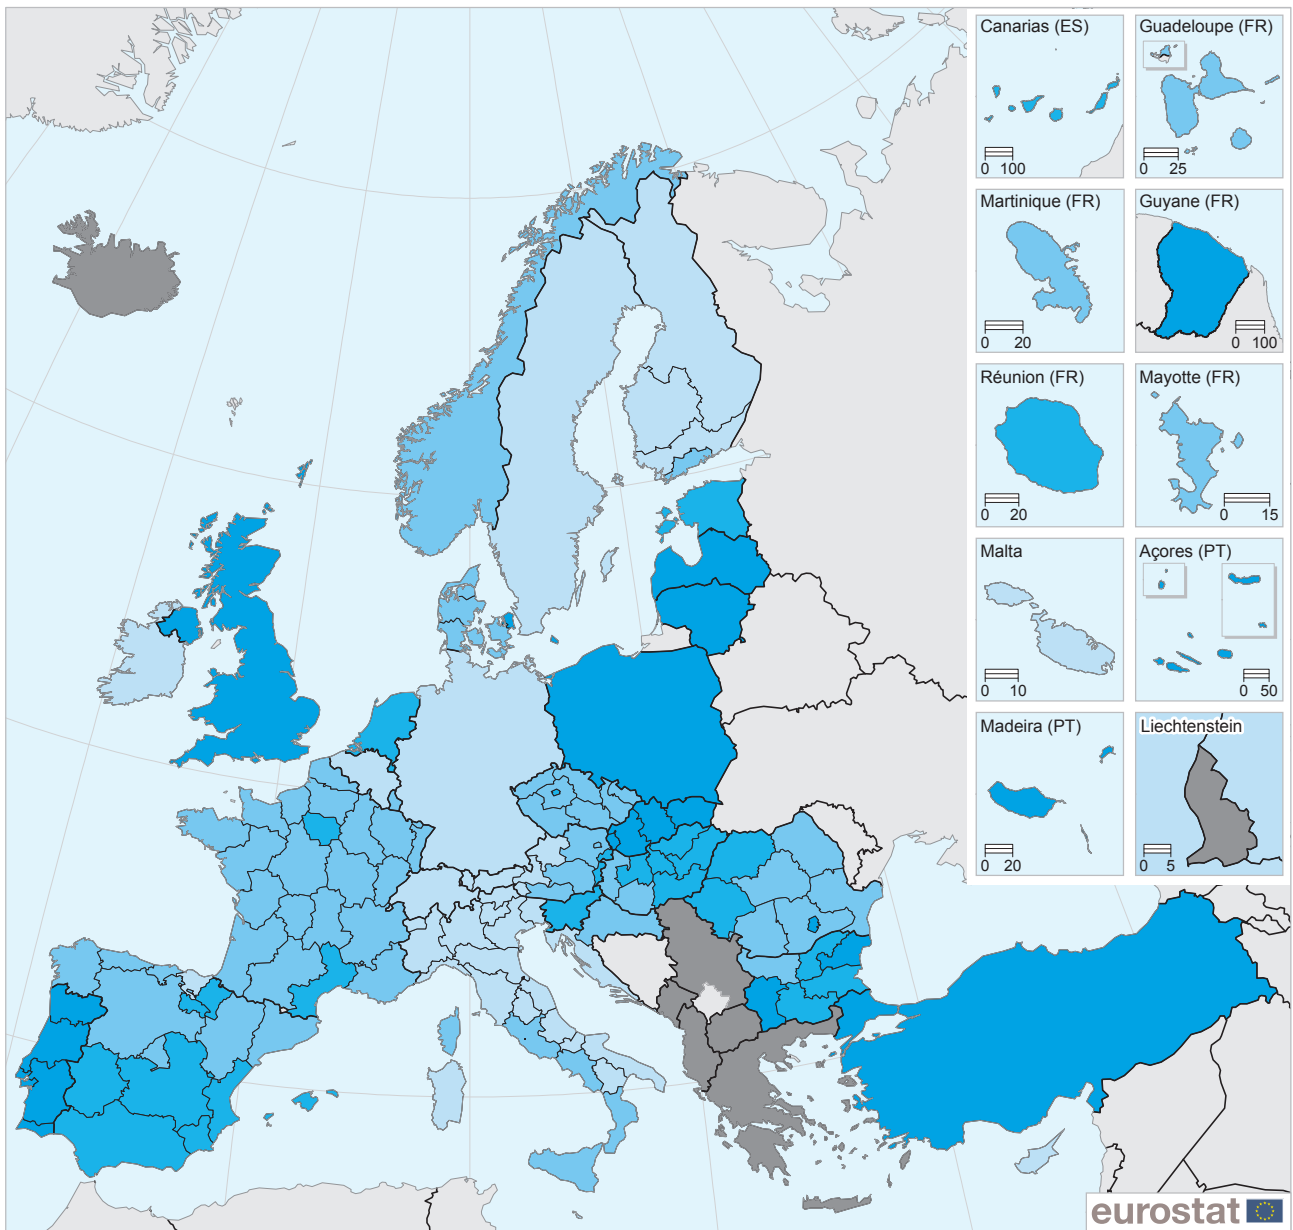 Canarias (ES)
0 100
Guadeloupe (FR)
0 25
Martinique (FR)
0 20
Guyane (FR)
0 100
Réunion (FR)
0 20
Mayotte (FR)
0 15
Malta
0 10
Açores (PT)
0 50
Madeira (PT)
0 20
Liechtenstein
0 5
eurostat